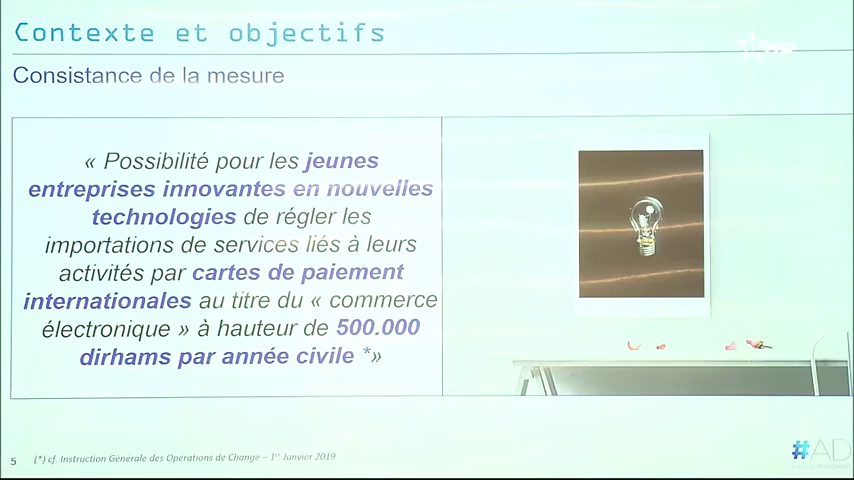 Contexte et objectifs
Consistance de la mesure
« Possibilité pour les jeunes
entreprises innovantes en nouvelles
technologies de régler les
importations de services liés à leurs
activités par cartes de paiement
internationales au titre du « commerce
électronique » à hauteur de 500.000
dirhams par année civile *»
5 (*) cf. Instruction Générale des Opérations de Change – 1er Janvier 2019
#AD